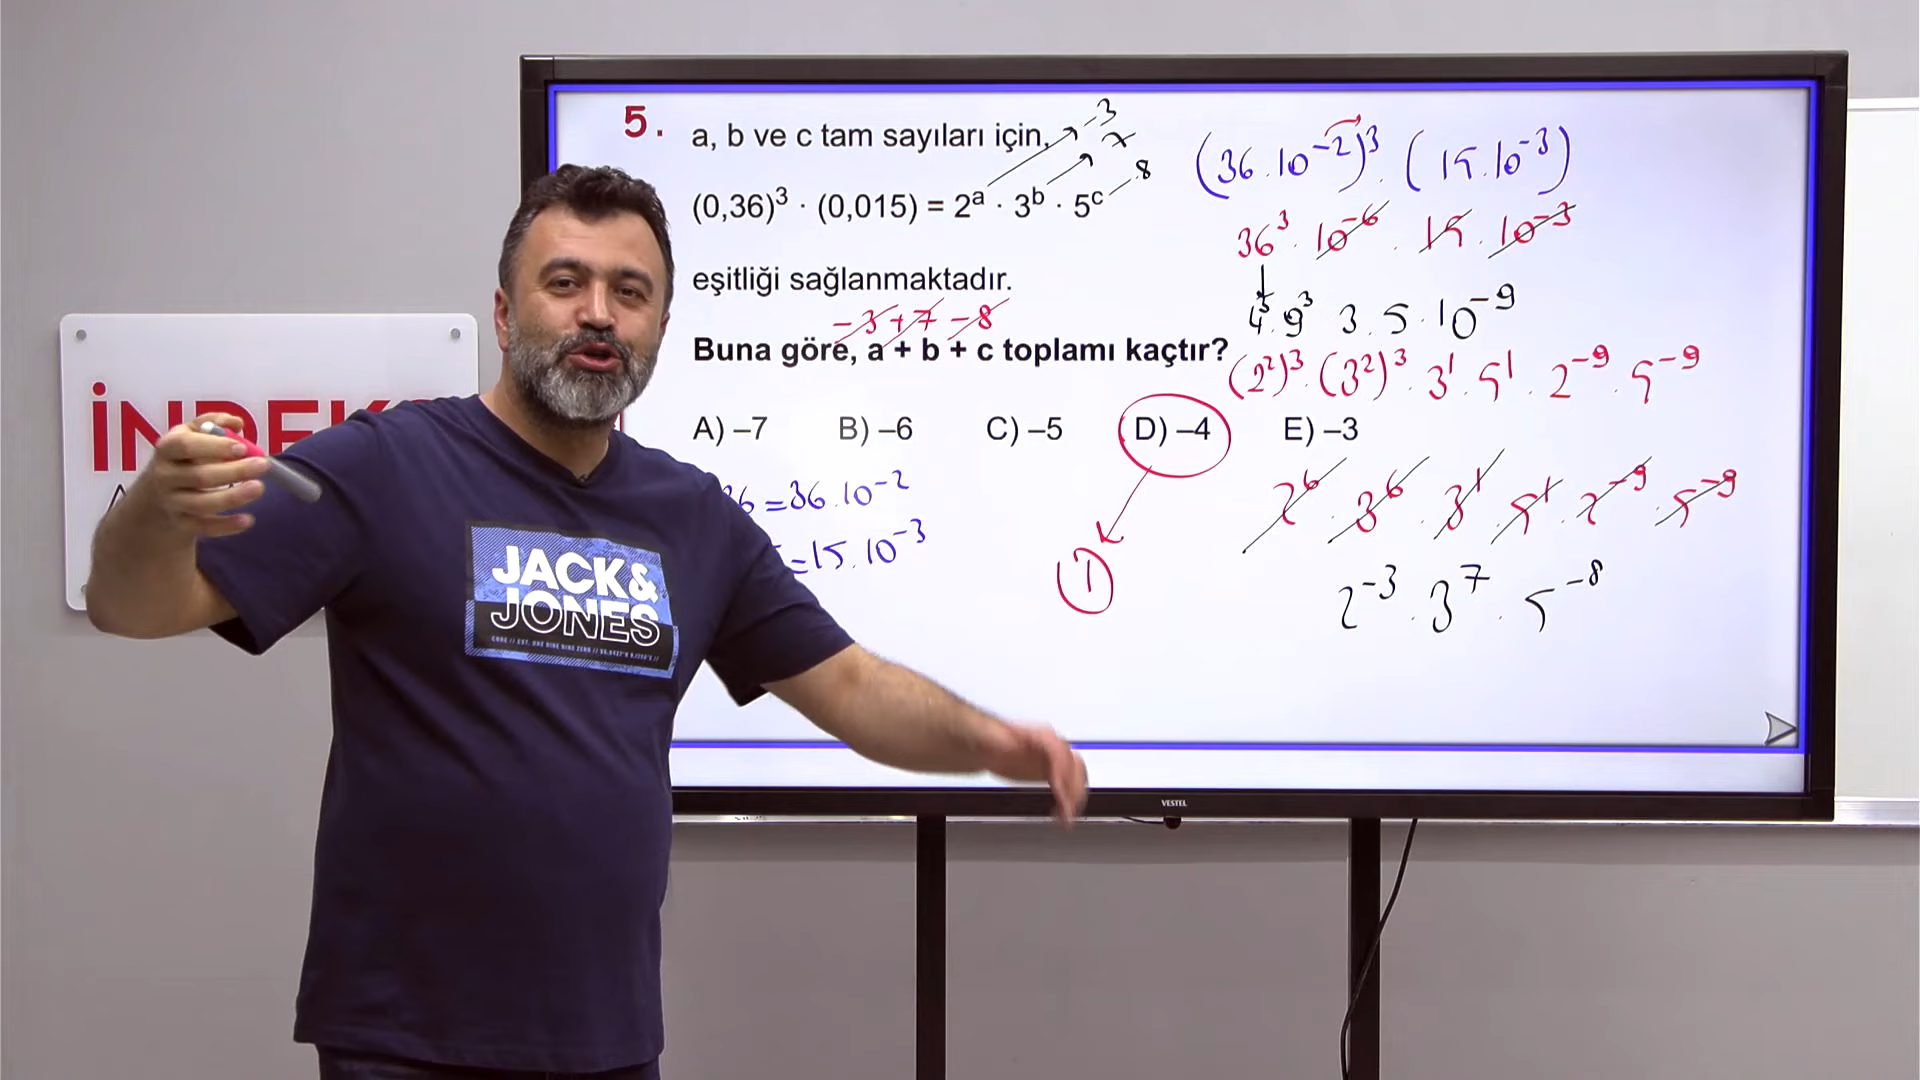 5. a, b ve c tam sayıları için,
-3
7
-8
(0,36)³ · (0,015) = 2ᵃ · 3ᵇ · 5ᶜ
eşitliği sağlanmaktadır.
-3+7-8
Buna göre, a + b + c toplamı kaçtır?
A) –7 B) –6 C) –5 D) –4 E) –3
6 = 36.10⁻²
= 15.10⁻³
(36.10⁻²)³ . (15.10⁻³)
36³ . 10⁻⁶ . 15 . 10⁻³
4³ . 9³ 3 . 5 . 10⁻⁹
(2²)³ . (3²)³ . 3¹ . 5¹ . 2⁻⁹ . 5⁻⁹
2⁶ . 3⁶ . 3¹ . 5¹ . 2⁻⁹ . 5⁻⁹
2⁻³ . 3⁷ . 5⁻⁸
İNDEKS
JACK&
JONES
VESTEL